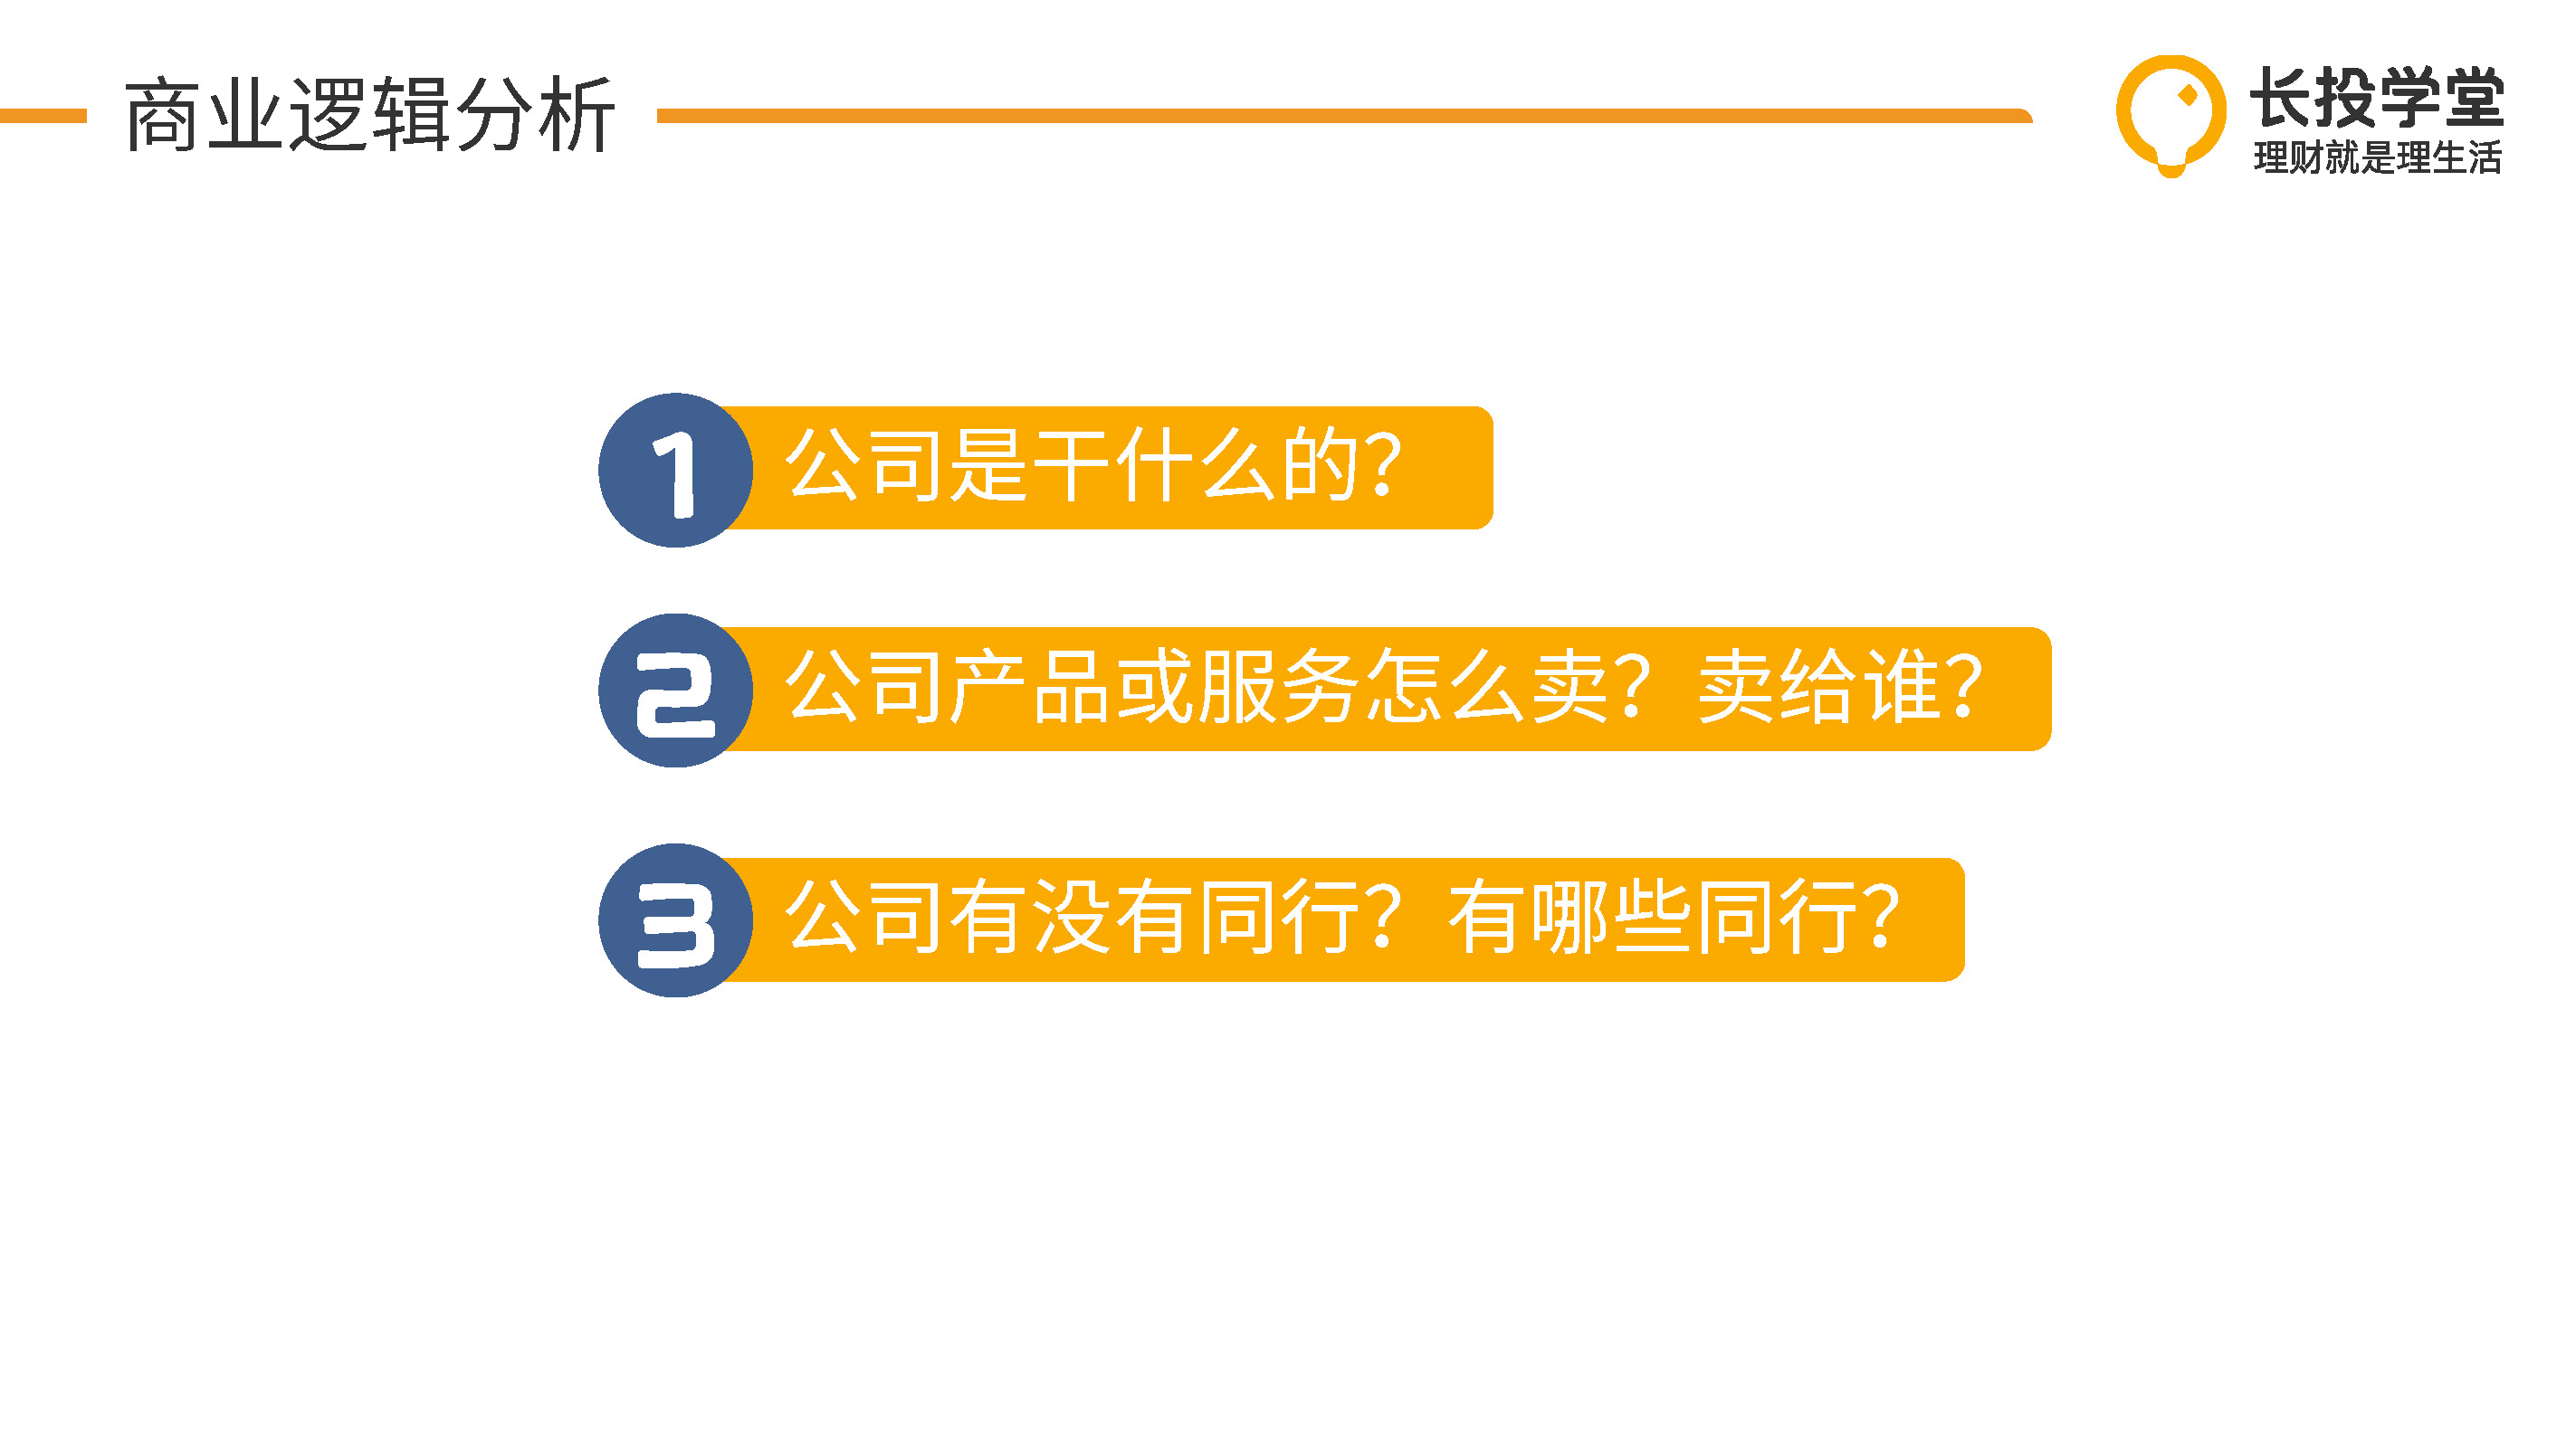 商业逻辑分析
长投学堂
理财就是理生活
1 公司是干什么的？
2 公司产品或服务怎么卖？卖给谁？
3 公司有没有同行？有哪些同行？